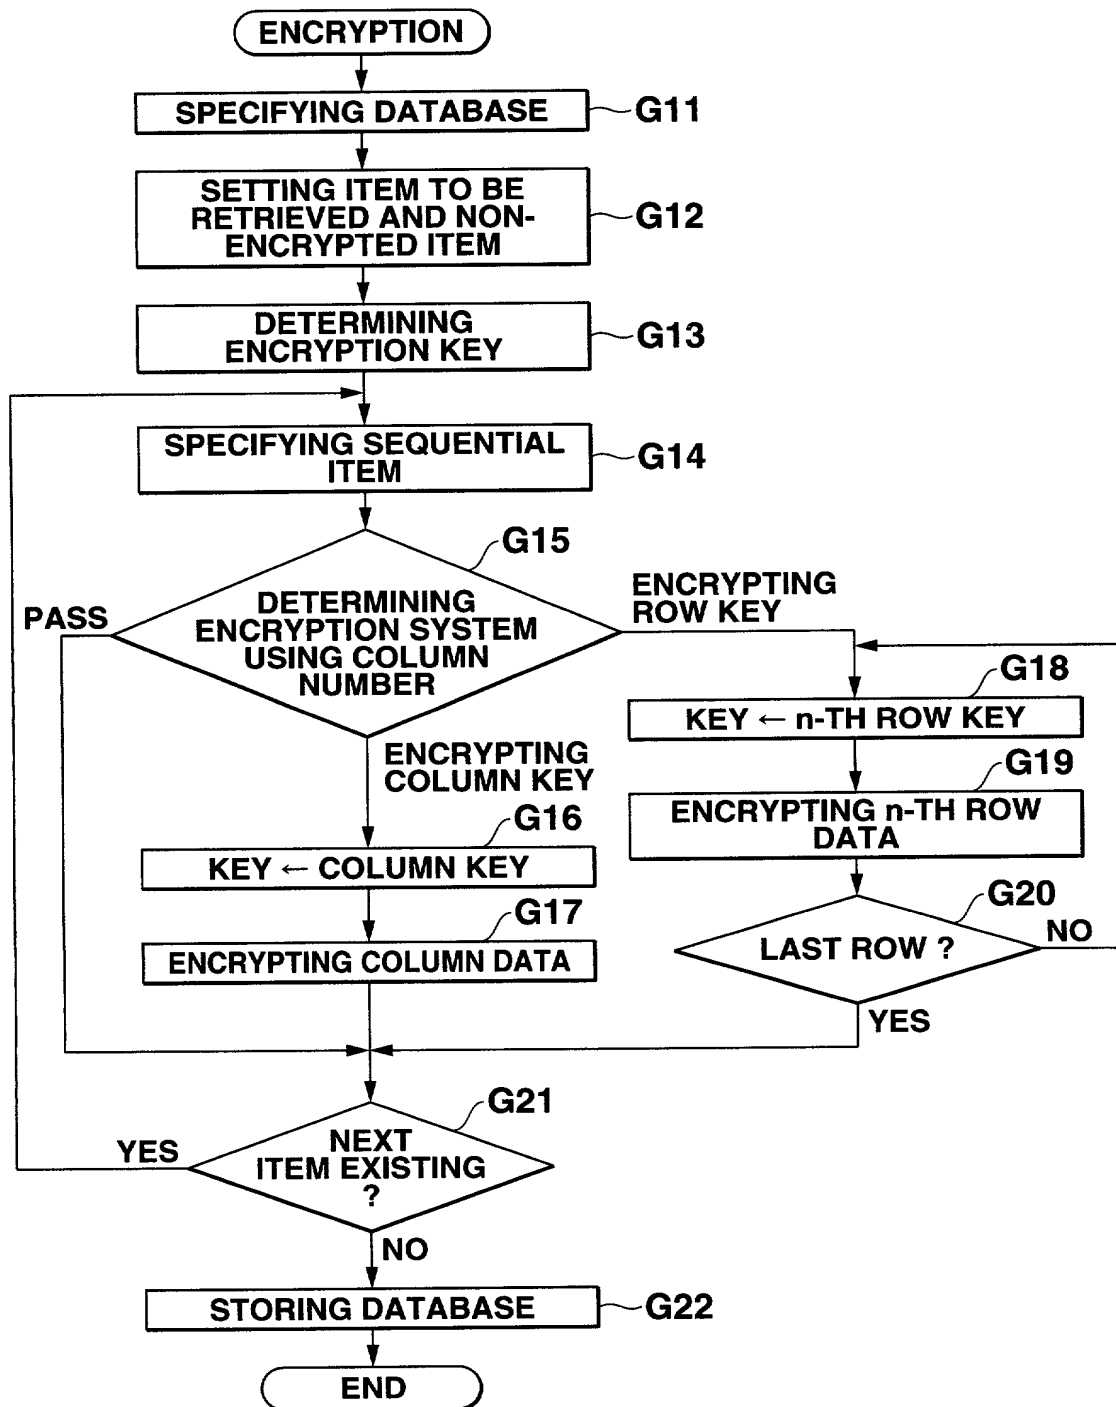 ENCRYPTION
SPECIFYING DATABASE
G11
SETTING ITEM TO BE
RETRIEVED AND NON-
ENCRYPTED ITEM
G12
DETERMINING
ENCRYPTION KEY
G13
SPECIFYING SEQUENTIAL
ITEM
G14
G15
DETERMINING
ENCRYPTION SYSTEM
USING COLUMN
NUMBER
PASS
ENCRYPTING
ROW KEY
ENCRYPTING
COLUMN KEY
G16
KEY ← COLUMN KEY
G17
ENCRYPTING COLUMN DATA
G18
KEY ← n-TH ROW KEY
G19
ENCRYPTING n-TH ROW
DATA
G20
LAST ROW ?
NO
YES
G21
NEXT
ITEM EXISTING
?
YES
NO
STORING DATABASE
G22
END